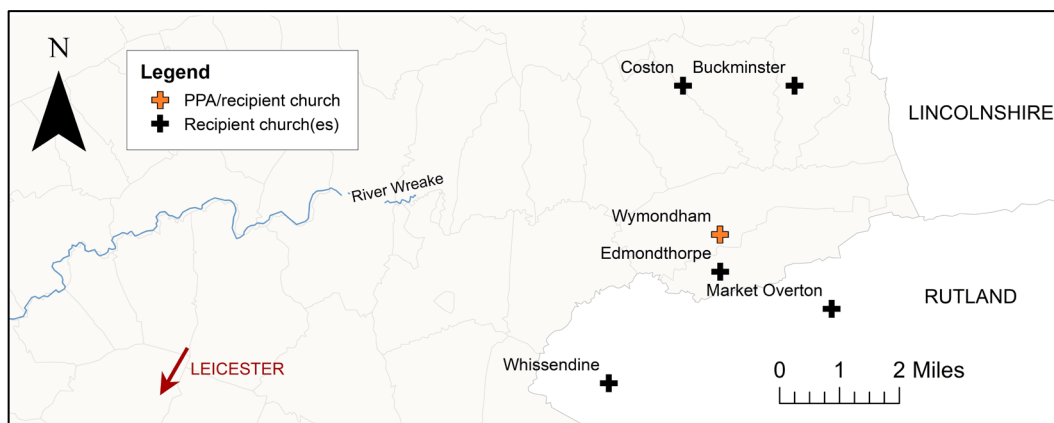 N
Legend
PPA/recipient church
Recipient church(es)
Coston
Buckminster
LINCOLNSHIRE
River Wreake
Wymondham
Edmondthorpe
Market Overton
RUTLAND
Whissendine
LEICESTER
0 1 2 Miles